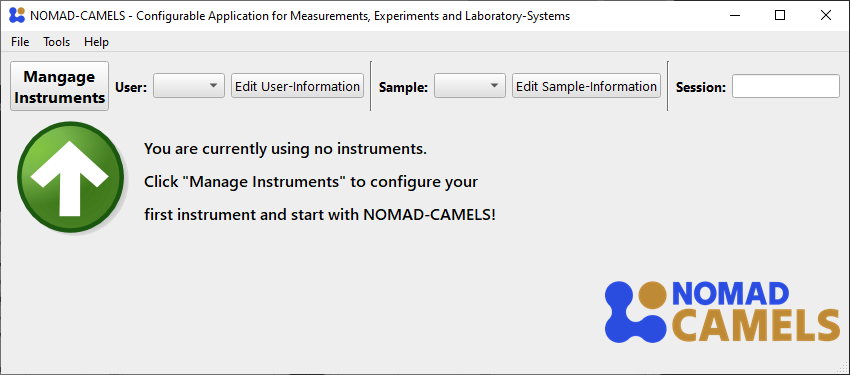 NOMAD-CAMELS - Configurable Application for Measurements, Experiments and Laboratory-Systems
File Tools Help
Mangage
Instruments
User: Edit User-Information Sample: Edit Sample-Information Session:
You are currently using no instruments.
Click "Manage Instruments" to configure your
first instrument and start with NOMAD-CAMELS!
NOMAD
CAMELS